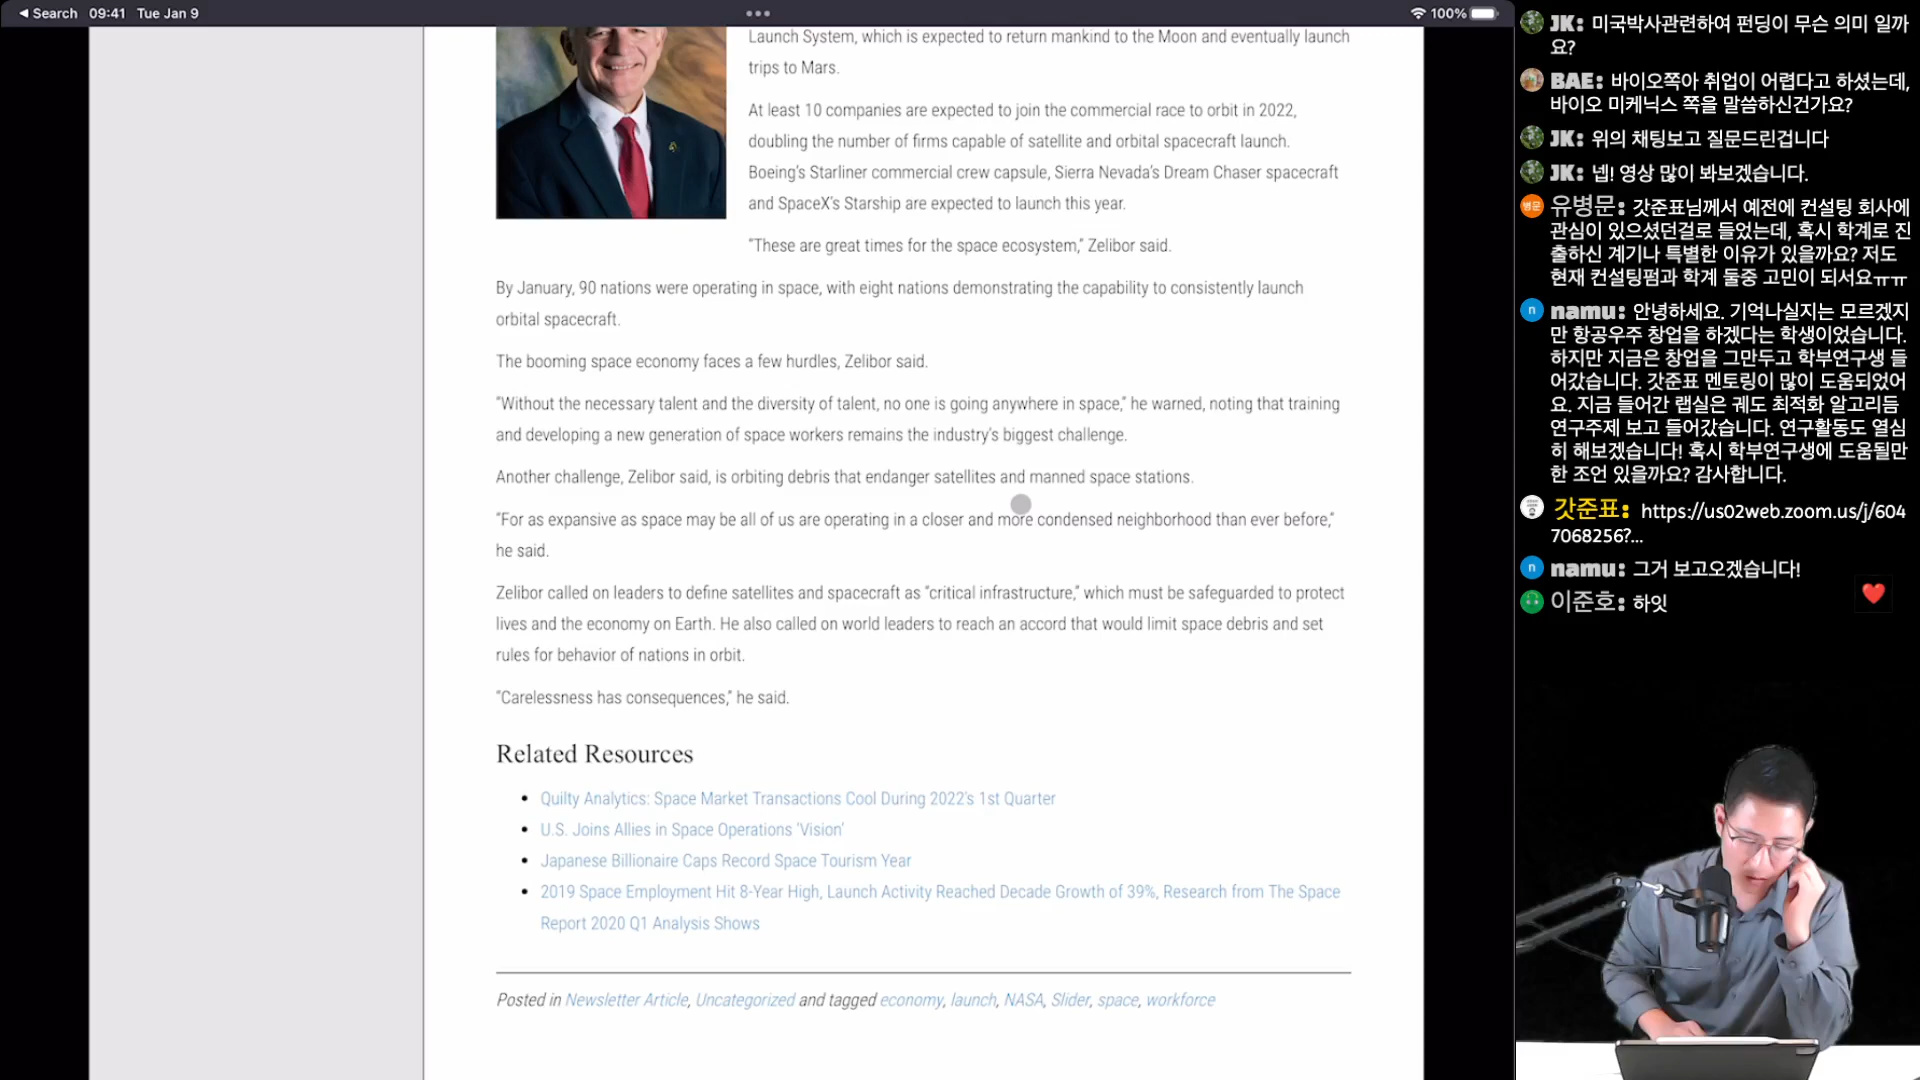 ◀ Search 09:41 Tue Jan 9
100%
Launch System, which is expected to return mankind to the Moon and eventually launch
trips to Mars.
At least 10 companies are expected to join the commercial race to orbit in 2022,
doubling the number of firms capable of satellite and orbital spacecraft launch.
Boeing's Starliner commercial crew capsule, Sierra Nevada's Dream Chaser spacecraft
and SpaceX's Starship are expected to launch this year.
"These are great times for the space ecosystem," Zelibor said.
By January, 90 nations were operating in space, with eight nations demonstrating the capability to consistently launch
orbital spacecraft.
The booming space economy faces a few hurdles, Zelibor said.
"Without the necessary talent and the diversity of talent, no one is going anywhere in space," he warned, noting that training
and developing a new generation of space workers remains the industry's biggest challenge.
Another challenge, Zelibor said, is orbiting debris that endanger satellites and manned space stations.
"For as expansive as space may be all of us are operating in a closer and more condensed neighborhood than ever before,"
he said.
Zelibor called on leaders to define satellites and spacecraft as "critical infrastructure," which must be safeguarded to protect
lives and the economy on Earth. He also called on world leaders to reach an accord that would limit space debris and set
rules for behavior of nations in orbit.
"Carelessness has consequences," he said.
Related Resources
• Quilty Analytics: Space Market Transactions Cool During 2022's 1st Quarter
• U.S. Joins Allies in Space Operations 'Vision'
• Japanese Billionaire Caps Record Space Tourism Year
• 2019 Space Employment Hit 8-Year High, Launch Activity Reached Decade Growth of 39%, Research from The Space
Report 2020 Q1 Analysis Shows
Posted in Newsletter Article, Uncategorized and tagged economy, launch, NASA, Slider, space, workforce
JK: 미국박사관련하여 펀딩이 무슨 의미 일까
요?
BAE: 바이오쪽아 취업이 어렵다고 하셨는데,
바이오 미케닉스 쪽을 말씀하신건가요?
JK: 위의 채팅보고 질문드린겁니다
JK: 넵! 영상 많이 봐보겠습니다.
병문 유병문: 갓준표님께서 예전에 컨설팅 회사에
관심이 있으셨던걸로 들었는데, 혹시 학계로 진
출하신 계기나 특별한 이유가 있을까요? 저도
현재 컨설팅펌과 학계 둘중 고민이 되서요ㅠㅠ
n namu: 안녕하세요. 기억나실지는 모르겠지
만 항공우주 창업을 하겠다는 학생이었습니다.
하지만 지금은 창업을 그만두고 학부연구생 들
어갔습니다. 갓준표 멘토링이 많이 도움되었어
요. 지금 들어간 랩실은 궤도 최적화 알고리듬
연구주제 보고 들어갔습니다. 연구활동도 열심
히 해보겠습니다! 혹시 학부연구생에 도움될만
한 조언 있을까요? 감사합니다.
갓준표: https://us02web.zoom.us/j/604
7068256?...
n namu: 그거 보고오겠습니다!
이준호: 하잇